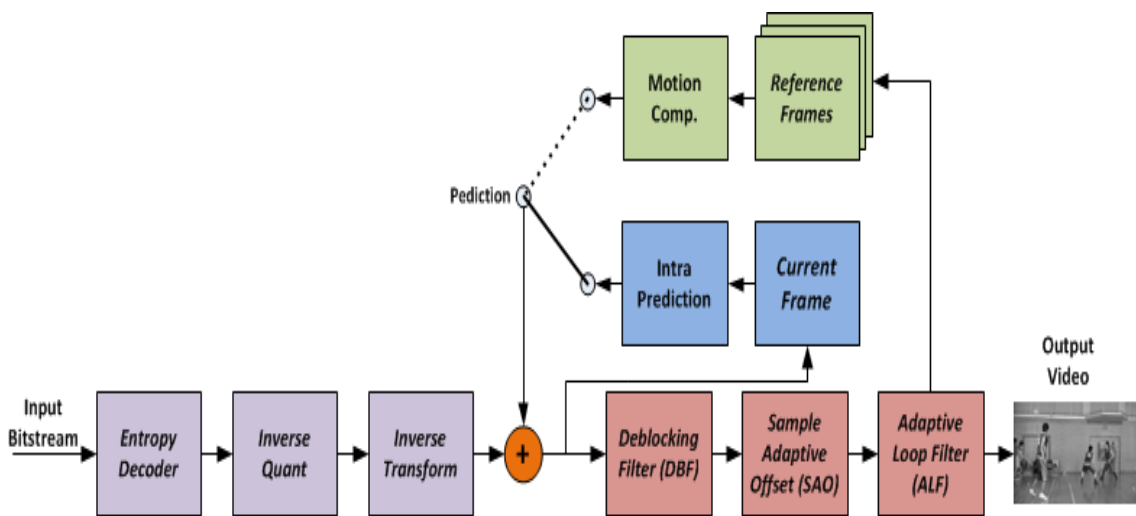 Motion
Comp.
Reference
Frames
Pediction
Intra
Prediction
Current
Frame
Output
Video
Input
Bitstream
Entropy
Decoder
Inverse
Quant
Inverse
Transform
+
Deblocking
Filter (DBF)
Sample
Adaptive
Offset (SAO)
Adaptive
Loop Filter
(ALF)